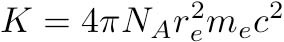 K = 4πN_A r_e^2 m_e c^2